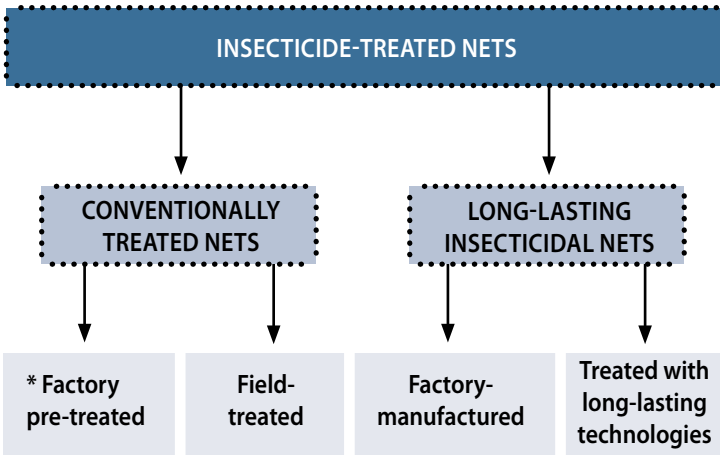 INSECTICIDE-TREATED NETS
CONVENTIONALLY
TREATED NETS
LONG-LASTING
INSECTICIDAL NETS
* Factory
pre-treated
Field-
treated
Factory-
manufactured
Treated with
long-lasting
technologies